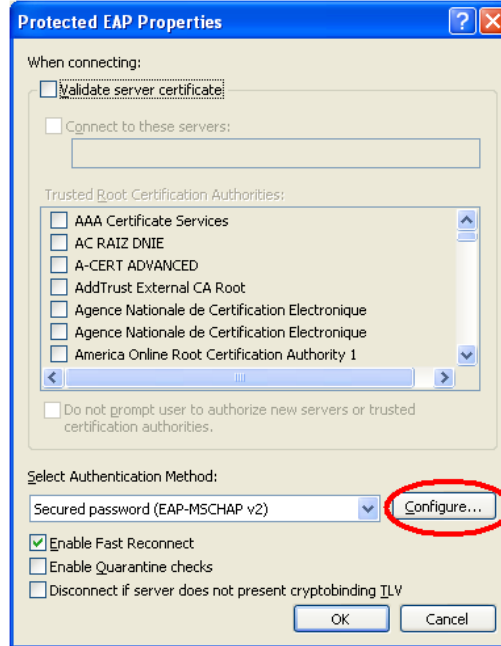 Protected EAP Properties
When connecting:
Validate server certificate
Connect to these servers:
Trusted Root Certification Authorities:
AAA Certificate Services
AC RAIZ DNIE
A-CERT ADVANCED
AddTrust External CA Root
Agence Nationale de Certification Electronique
Agence Nationale de Certification Electronique
America Online Root Certification Authority 1
Do not prompt user to authorize new servers or trusted
certification authorities.
Select Authentication Method:
Secured password (EAP-MSCHAP v2)
Configure...
Enable Fast Reconnect
Enable Quarantine checks
Disconnect if server does not present cryptobinding TLV
OK
Cancel